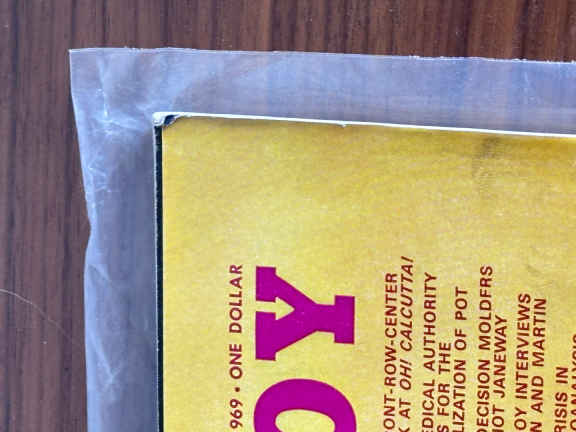 969 • ONE DOLLAR
OY
ONT-ROW-CENTER
K AT OH! CALCUTTA!
EDICAL AUTHORITY
S FOR THE
LIZATION OF POT
DECISION MOLDERS
OT JANEWAY
OY INTERVIEWS
N AND MARTIN
RISIS IN